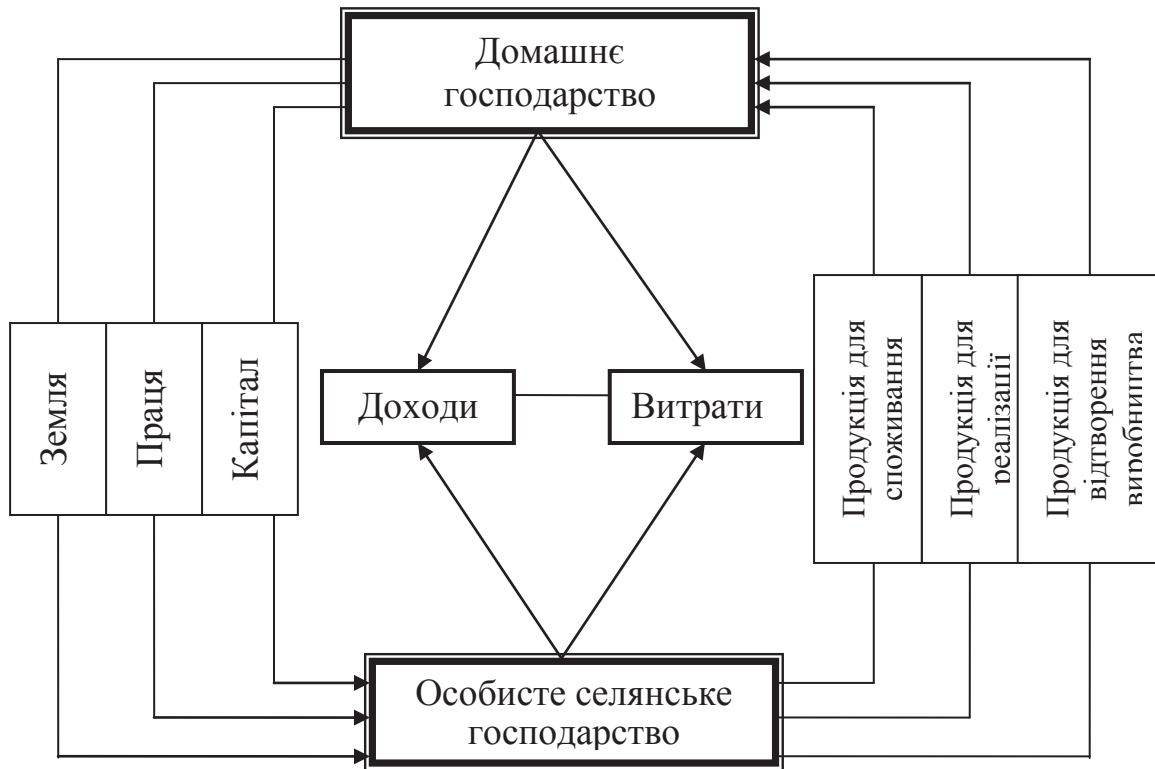 Домашнє
господарство
Земля
Праця
Капітал
Доходи
Витрати
Продукція для
споживання
Продукція для
реалізації
Продукція для
відтворення
виробництва
Особисте селянське
господарство